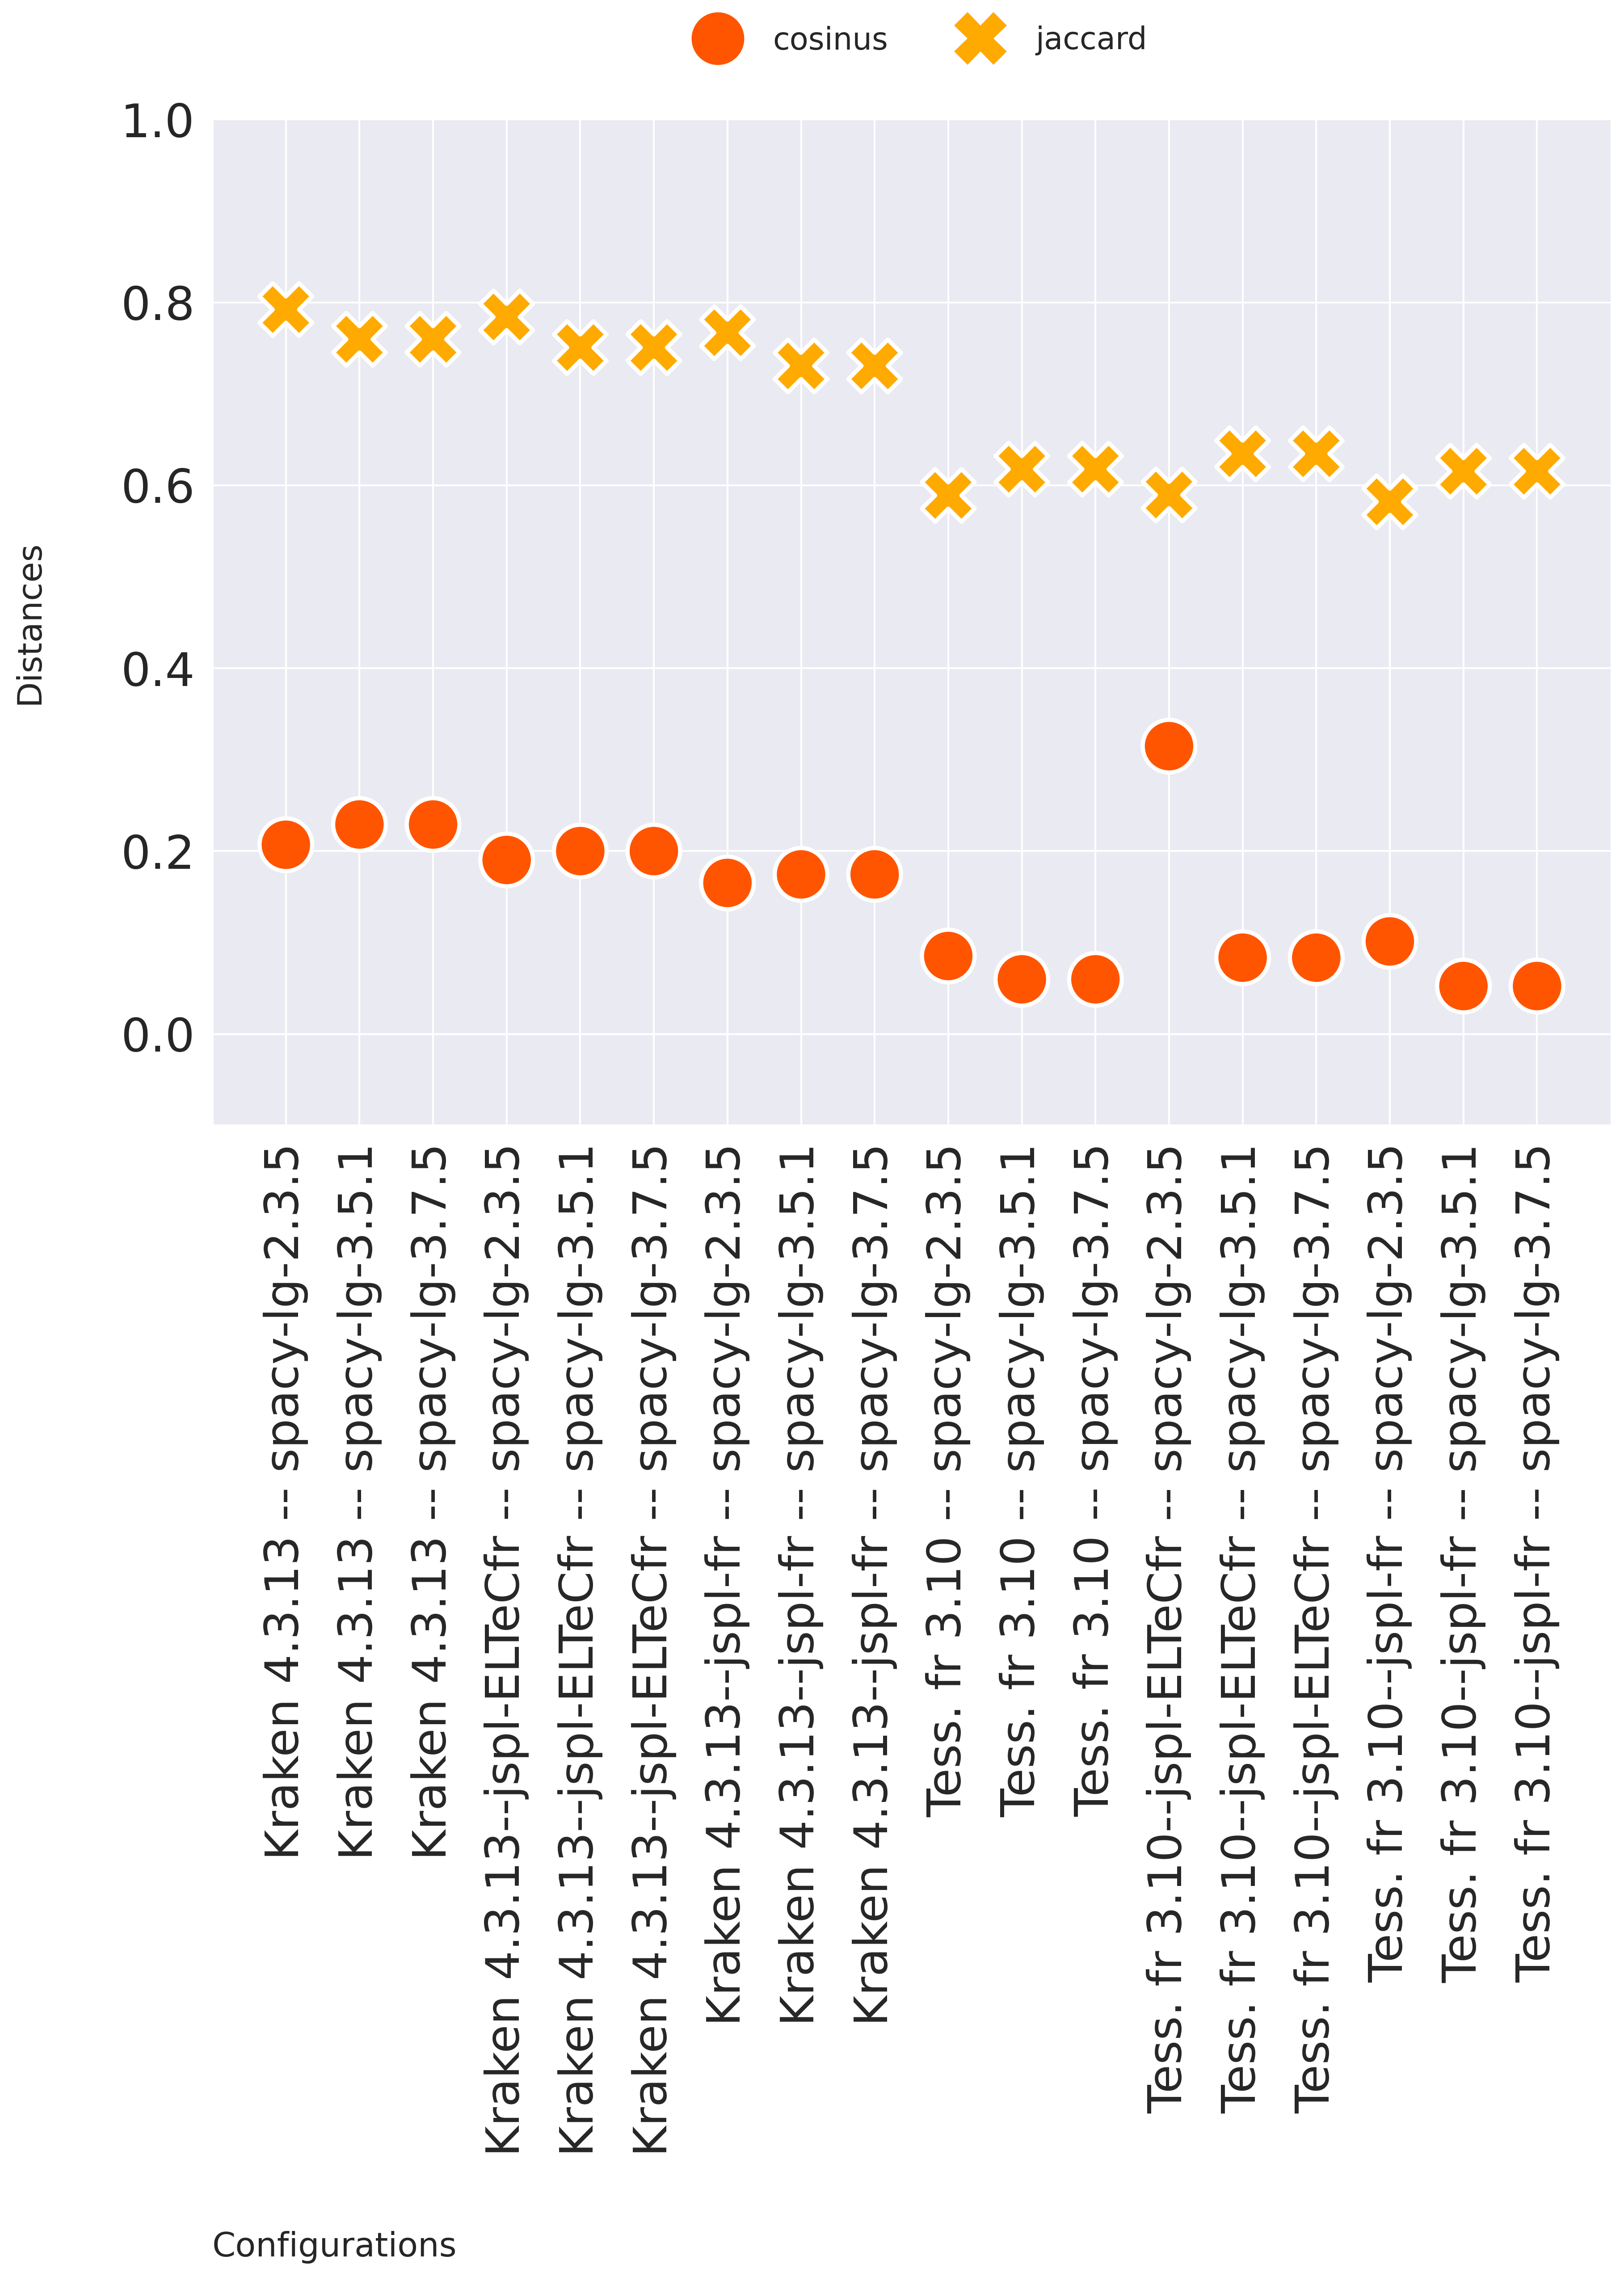 cosinus
jaccard
1.0
0.8
0.6
0.4
0.2
0.0
Distances
Kraken 4.3.13 -- spacy-lg-2.3.5
Kraken 4.3.13 -- spacy-lg-3.5.1
Kraken 4.3.13 -- spacy-lg-3.7.5
Kraken 4.3.13--jspl-ELTeCfr -- spacy-lg-2.3.5
Kraken 4.3.13--jspl-ELTeCfr -- spacy-lg-3.5.1
Kraken 4.3.13--jspl-ELTeCfr -- spacy-lg-3.7.5
Kraken 4.3.13--jspl-fr -- spacy-lg-2.3.5
Kraken 4.3.13--jspl-fr -- spacy-lg-3.5.1
Kraken 4.3.13--jspl-fr -- spacy-lg-3.7.5
Tess. fr 3.10 -- spacy-lg-2.3.5
Tess. fr 3.10 -- spacy-lg-3.5.1
Tess. fr 3.10 -- spacy-lg-3.7.5
Tess. fr 3.10--jspl-ELTeCfr -- spacy-lg-2.3.5
Tess. fr 3.10--jspl-ELTeCfr -- spacy-lg-3.5.1
Tess. fr 3.10--jspl-ELTeCfr -- spacy-lg-3.7.5
Tess. fr 3.10--jspl-fr -- spacy-lg-2.3.5
Tess. fr 3.10--jspl-fr -- spacy-lg-3.5.1
Tess. fr 3.10--jspl-fr -- spacy-lg-3.7.5
Configurations